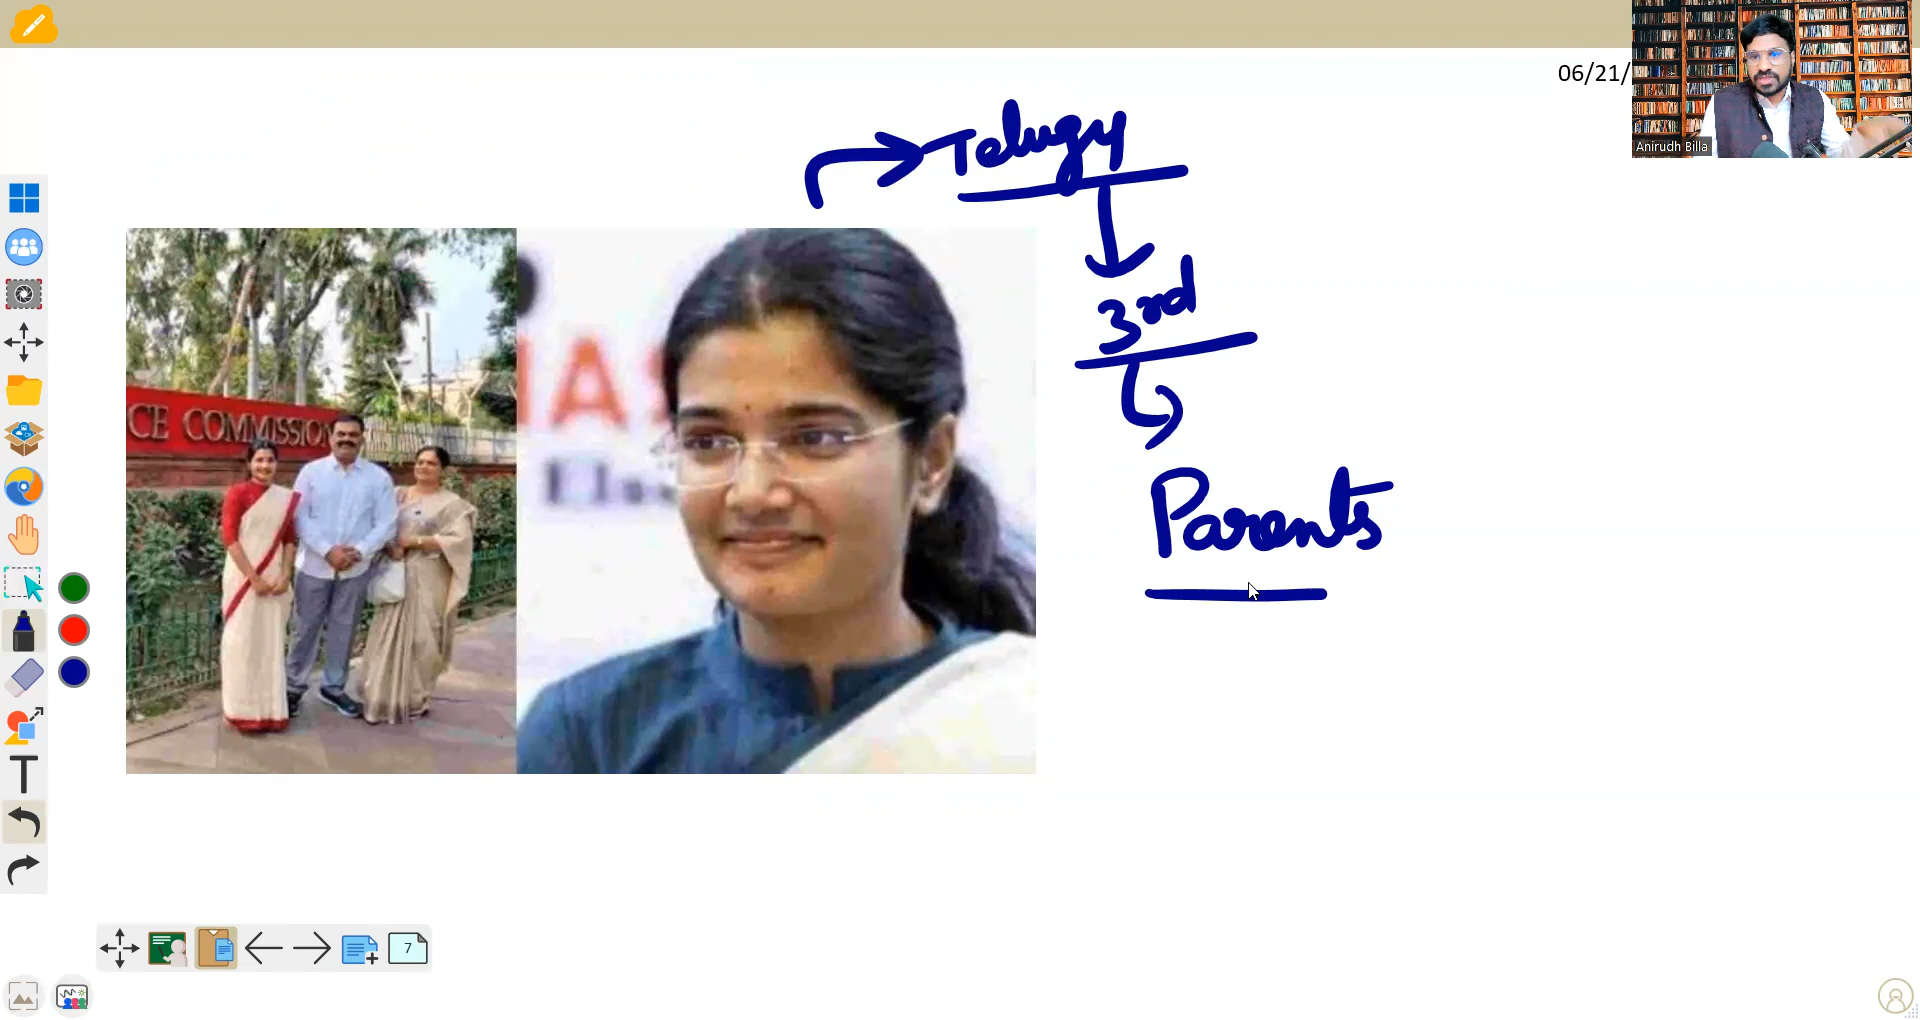 06/21/
Anirudh Billa
Telugu
3rd
CE COMMISSION
IAS
Parents
7